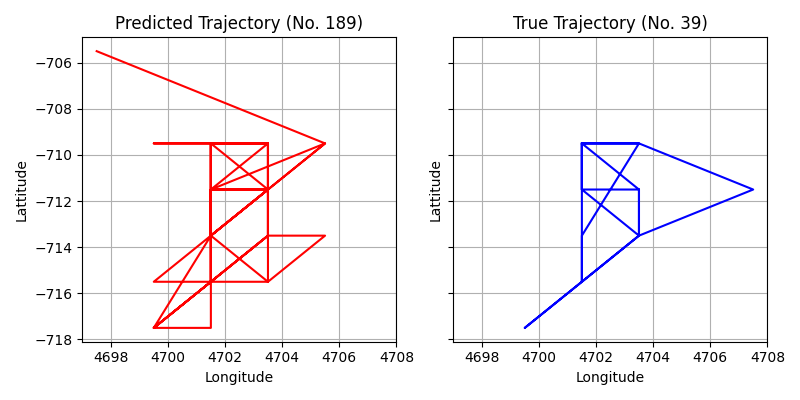 Predicted Trajectory (No. 189)
−706
−708
−710
−712
−714
−716
−718
4698 4700 4702 4704 4706 4708
Longitude
Lattitude
True Trajectory (No. 39)
4698 4700 4702 4704 4706 4708
Longitude
Lattitude